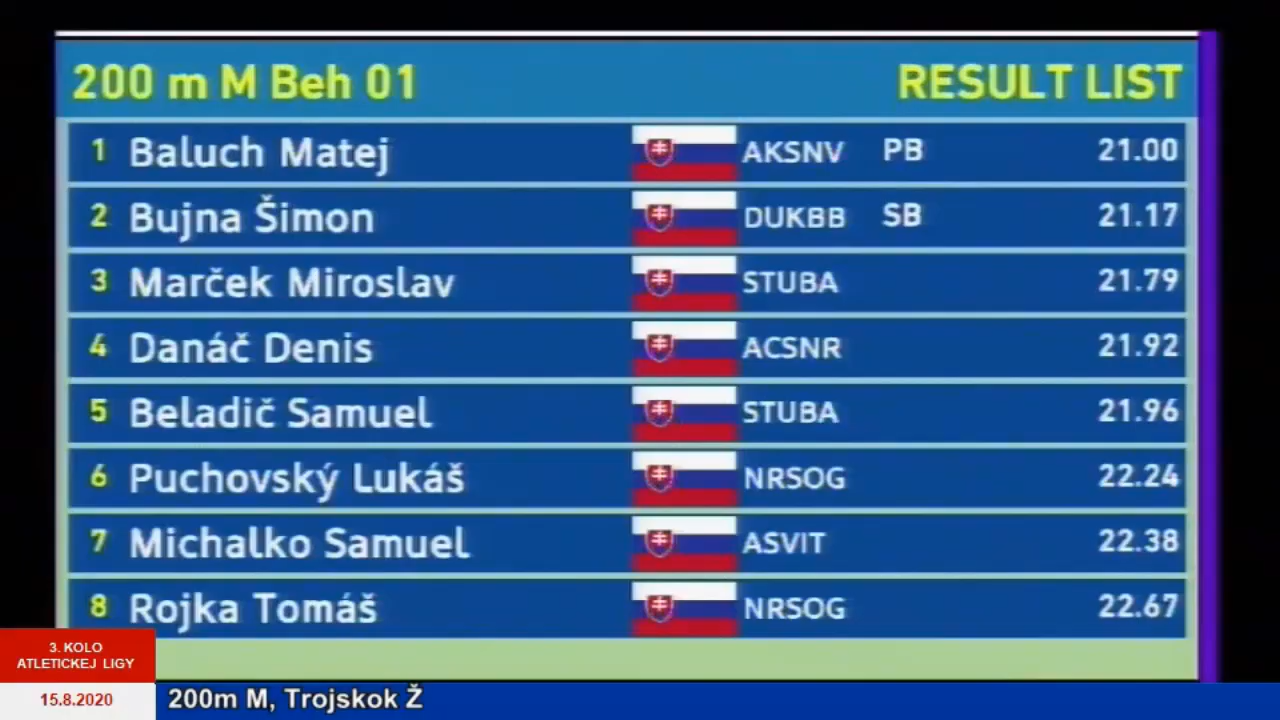 200 m M Beh 01 RESULT LIST
1 Baluch Matej AKSNV PB 21.00
2 Bujna Šimon DUKBB SB 21.17
3 Marček Miroslav STUBA 21.79
4 Danáč Denis ACSNR 21.92
5 Beladič Samuel STUBA 21.96
6 Puchovský Lukáš NRSOG 22.24
7 Michalko Samuel ASVIT 22.38
8 Rojka Tomáš NRSOG 22.67
3. KOLO
ATLETICKEJ LIGY
15.8.2020
200m M, Trojskok Ž